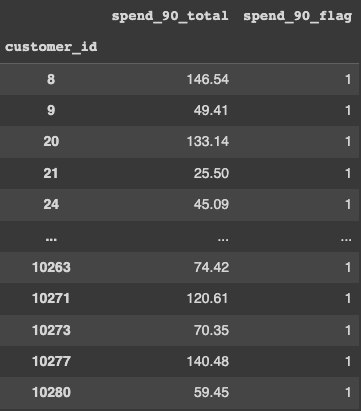 spend_90_total spend_90_flag
customer_id
8 146.54 1
9 49.41 1
20 133.14 1
21 25.50 1
24 45.09 1
... ... ...
10263 74.42 1
10271 120.61 1
10273 70.35 1
10277 140.48 1
10280 59.45 1